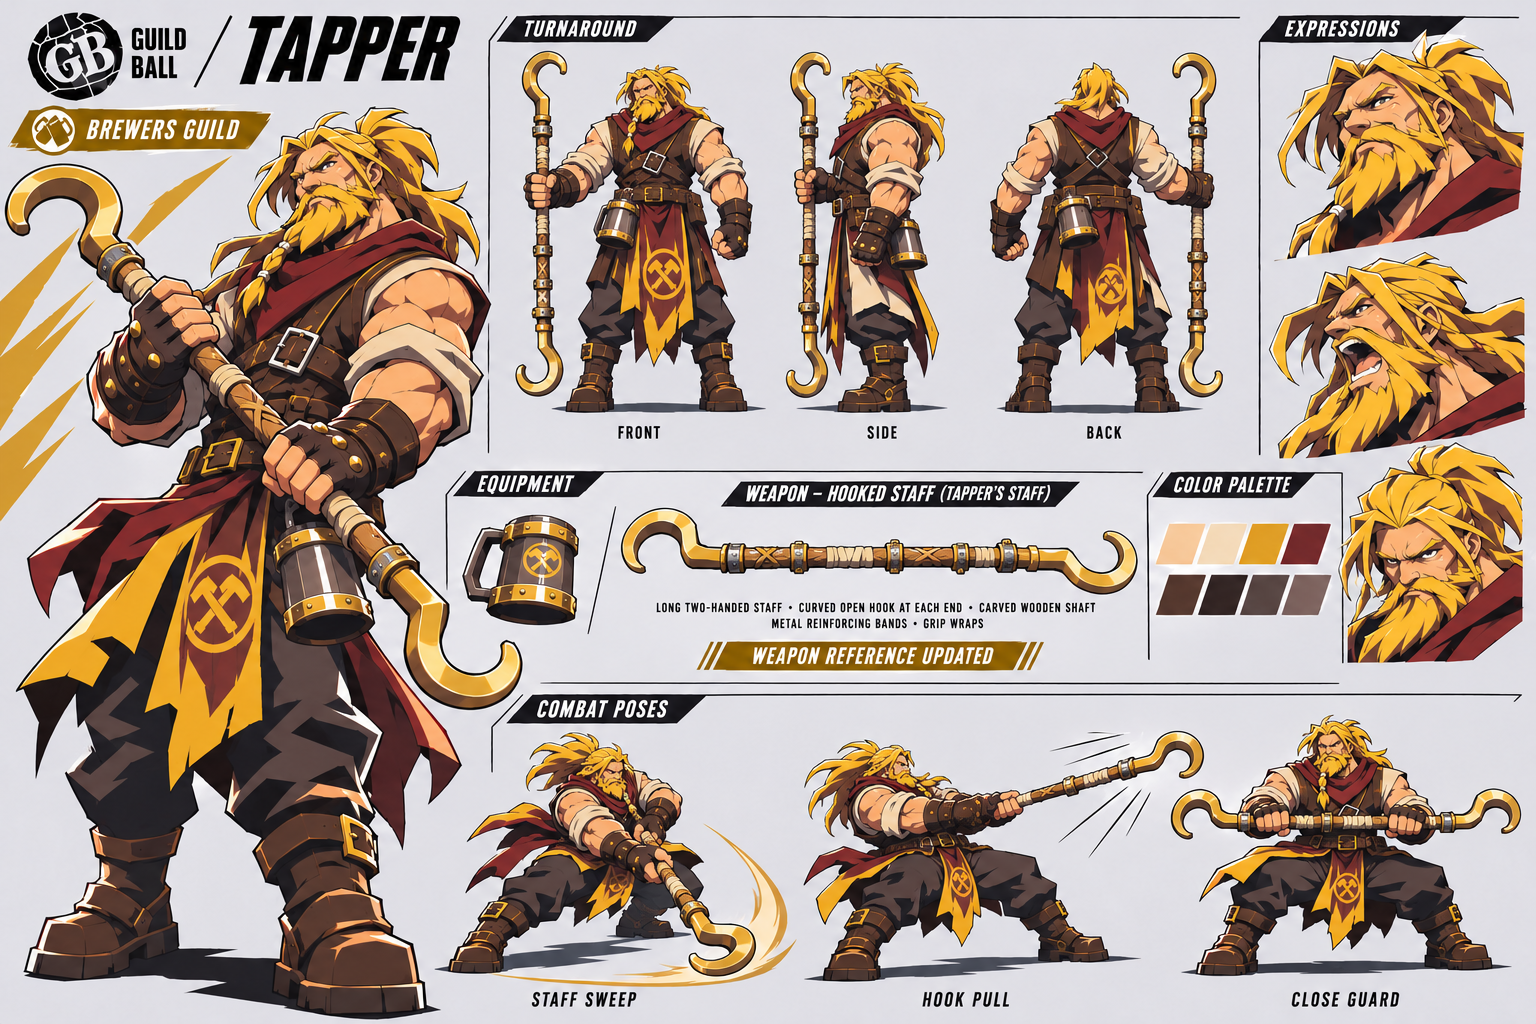 GB
GUILD
BALL
TAPPER
BREWERS GUILD
TURNAROUND
FRONT
SIDE
BACK
EXPRESSIONS
EQUIPMENT
WEAPON – HOOKED STAFF (TAPPER'S STAFF)
LONG TWO-HANDED STAFF • CURVED OPEN HOOK AT EACH END • CARVED WOODEN SHAFT
METAL REINFORCING BANDS • GRIP WRAPS
WEAPON REFERENCE UPDATED
COLOR PALETTE
COMBAT POSES
STAFF SWEEP
HOOK PULL
CLOSE GUARD